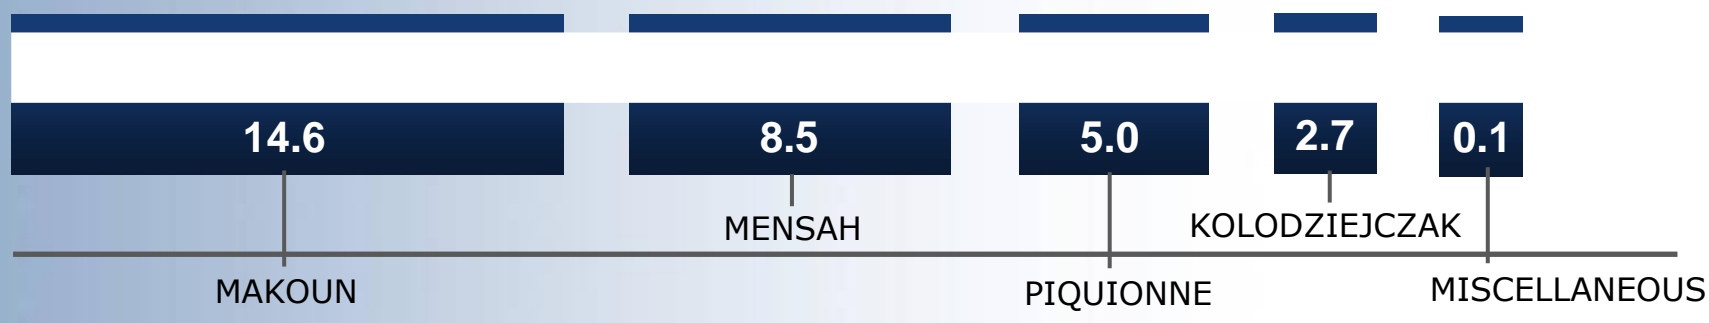 14.6 8.5 5.0 2.7 0.1
MENSAH KOLODZIEJCZAK
MAKOUN PIQUIONNE MISCELLANEOUS